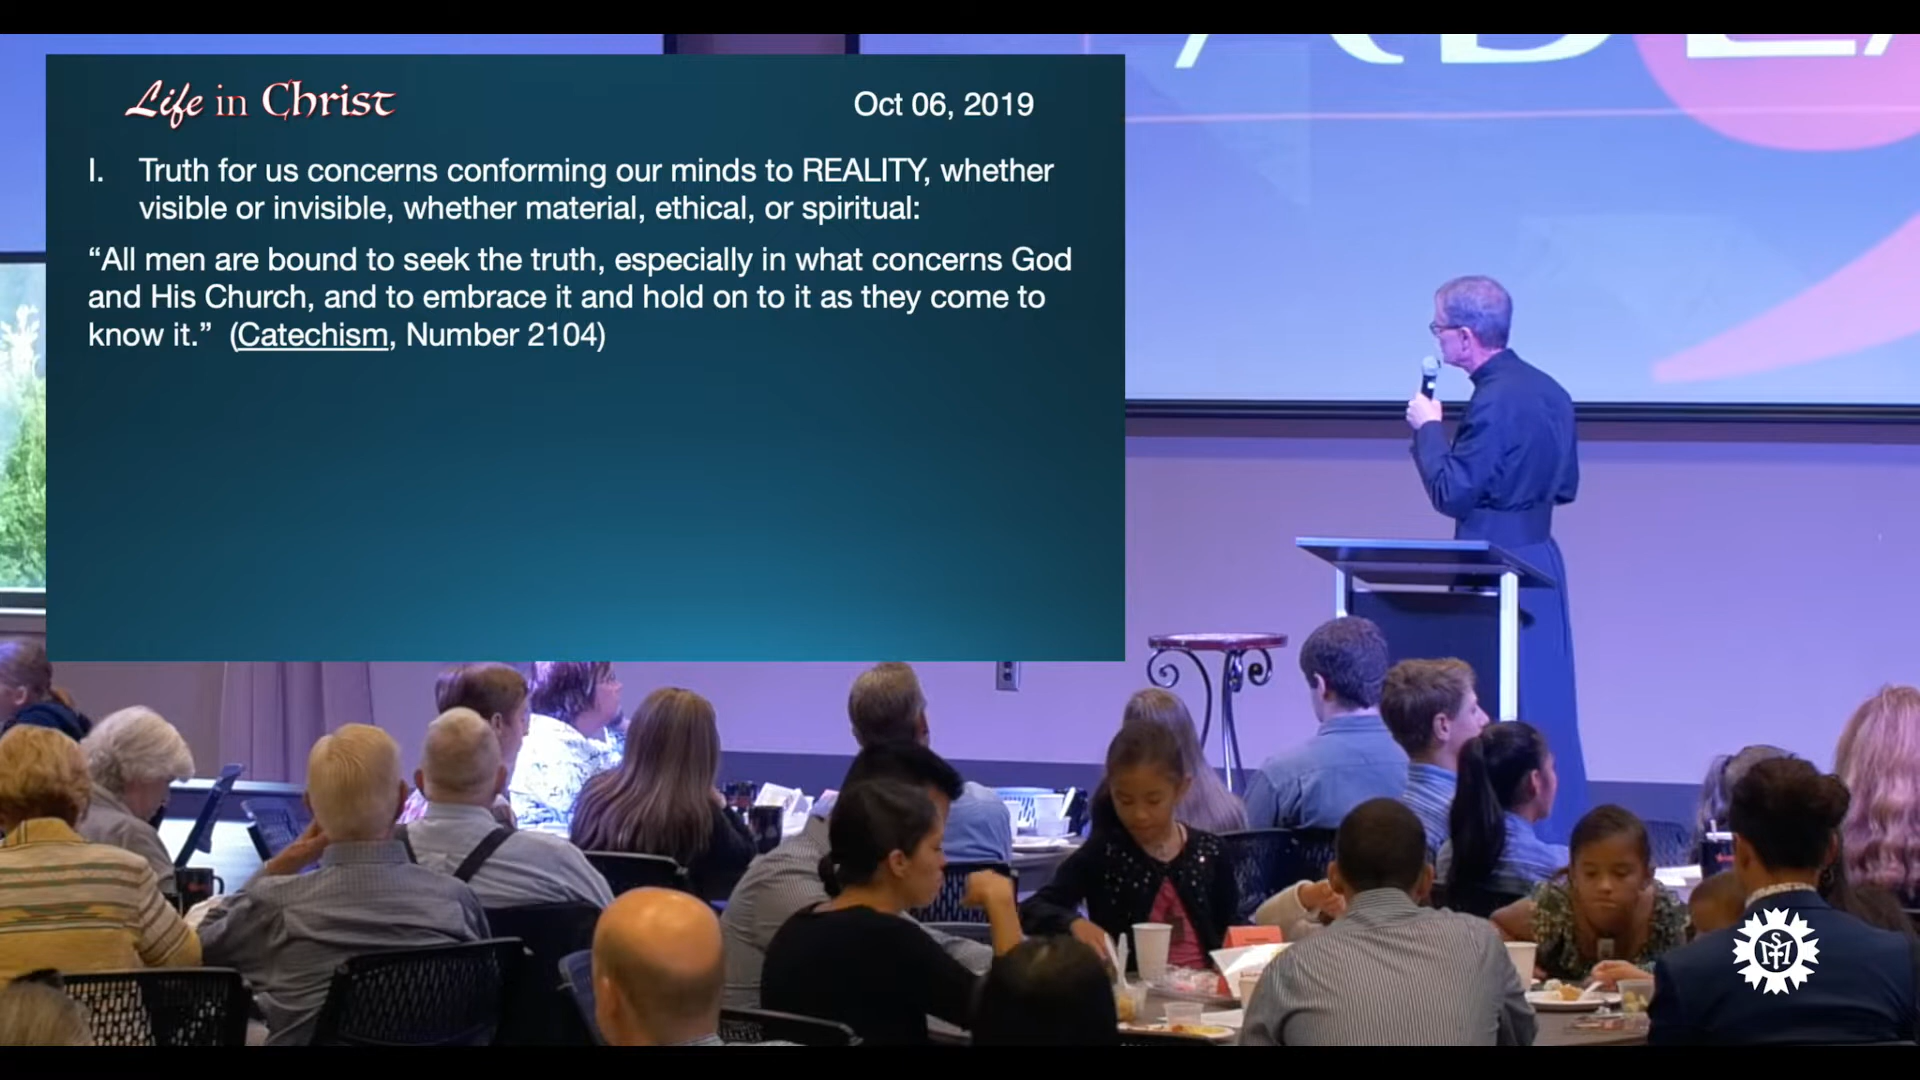 Life in Christ
Oct 06, 2019
I. Truth for us concerns conforming our minds to REALITY, whether
visible or invisible, whether material, ethical, or spiritual:
“All men are bound to seek the truth, especially in what concerns God
and His Church, and to embrace it and hold on to it as they come to
know it.” (Catechism, Number 2104)